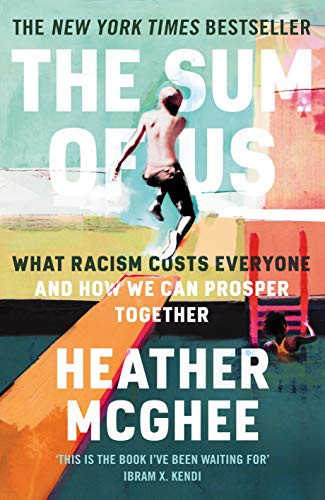 THE NEW YORK TIMES BESTSELLER
THE SUM
OF US
WHAT RACISM COSTS EVERYONE
AND HOW WE CAN PROSPER
TOGETHER
HEATHER
MCGHEE
‘THIS IS THE BOOK I’VE BEEN WAITING FOR’
IBRAM X. KENDI